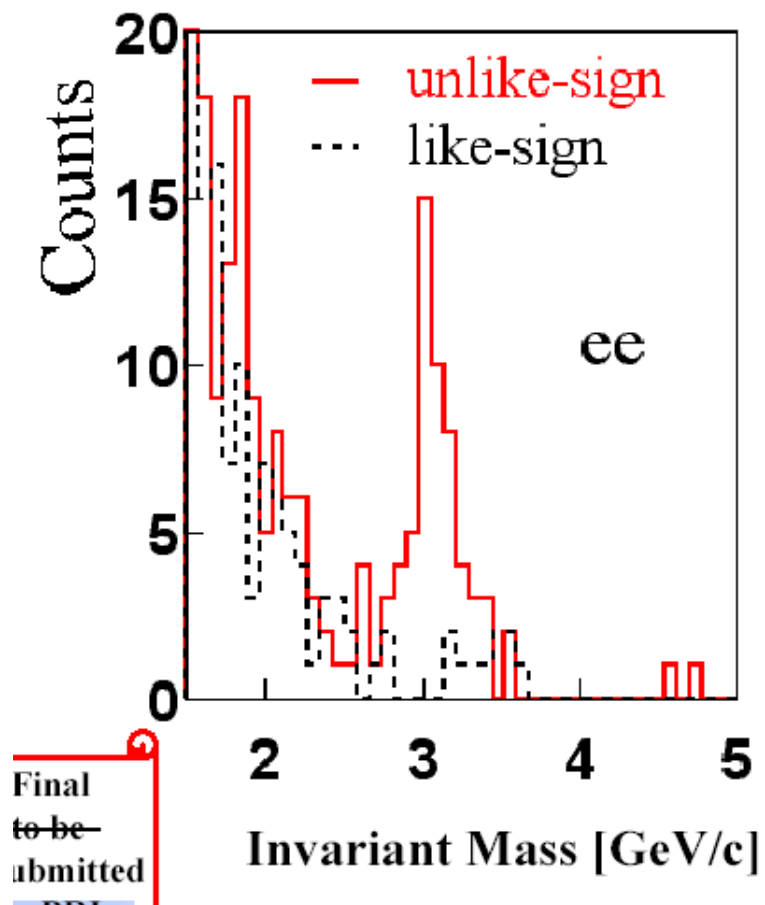 20
unlike-sign
like-sign
Counts
15
ee
10
5
0
2 3 4 5
Invariant Mass [GeV/c]
Final
to be
ubmitted